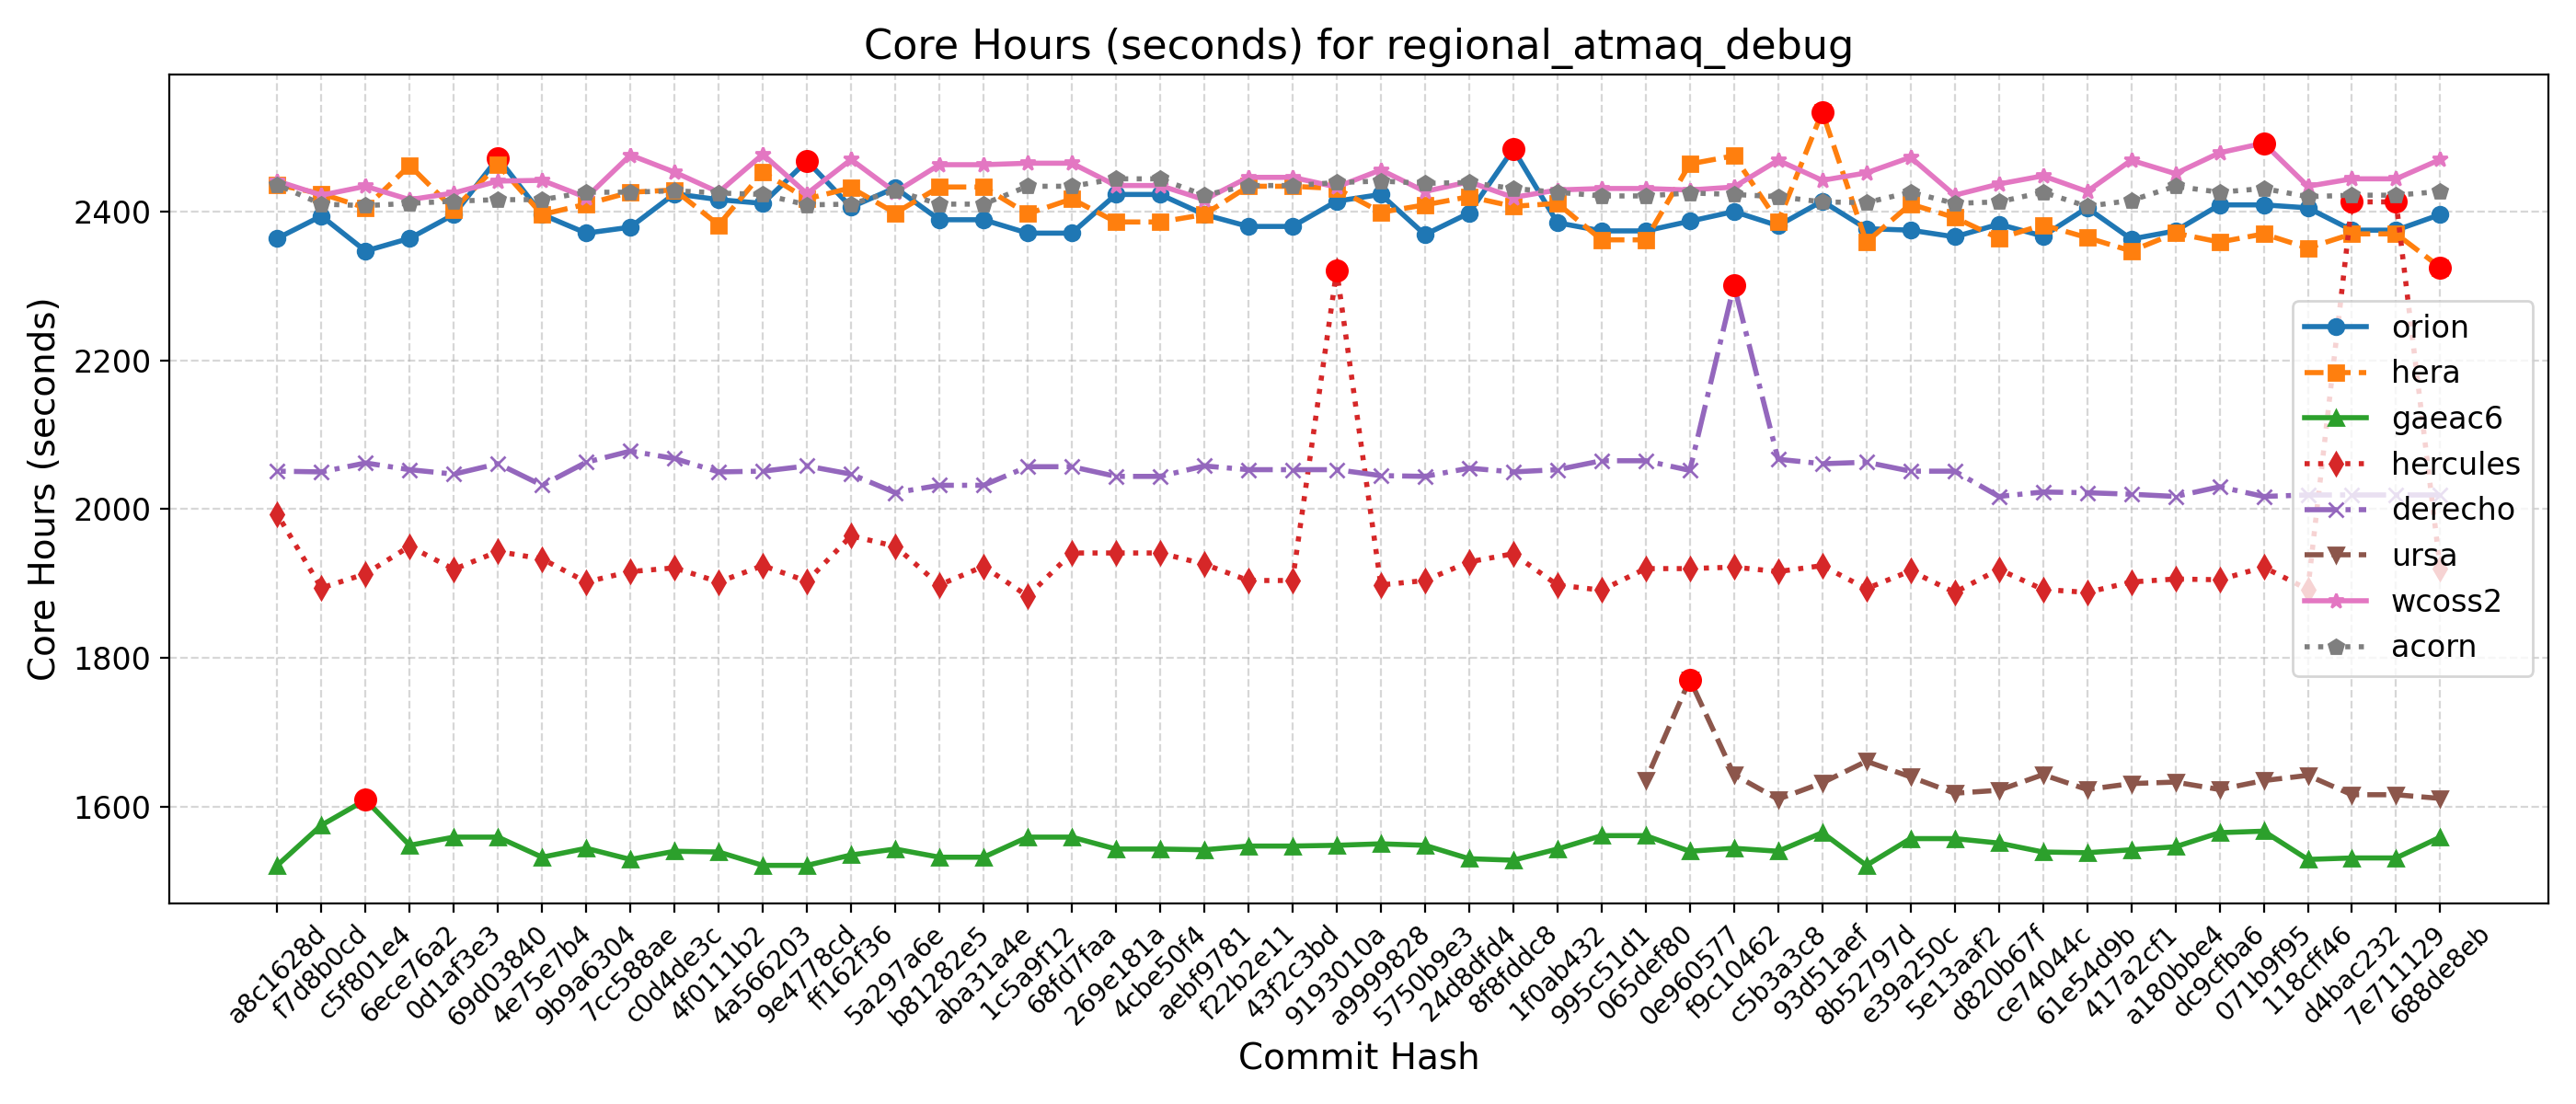 Core Hours (seconds) for regional_atmaq_debug
Core Hours (seconds)
2400
2200
2000
1800
1600
orion
hera
gaeac6
hercules
derecho
ursa
wcoss2
acorn
a8c1628d
f7d8b0cd
c5f801e4
6ece76a2
0d1af3e3
69d03840
4e75e7b4
9b9a6304
7cc588ae
c0d4de3c
4f0111b2
4a566203
9e4778cd
ff162f36
5a297a6e
b81282e5
aba31a4e
1c5a9f12
68fd7faa
269e181a
4cbe50f4
aebf9781
f22b2e11
43f2c3bd
9193010a
a9999828
5750b9e3
24d8dfd4
8f8fddc8
1f0ab432
995c51d1
065def80
0e960577
f9c10462
c5b3a3c8
93d51aef
8b52797d
e39a250c
5e13aaf2
d820b67f
ce74044c
61e54d9b
417a2cf1
a180bbe4
dc9cfba6
071b9f95
118cff46
d4bac232
7e711129
688de8eb
Commit Hash